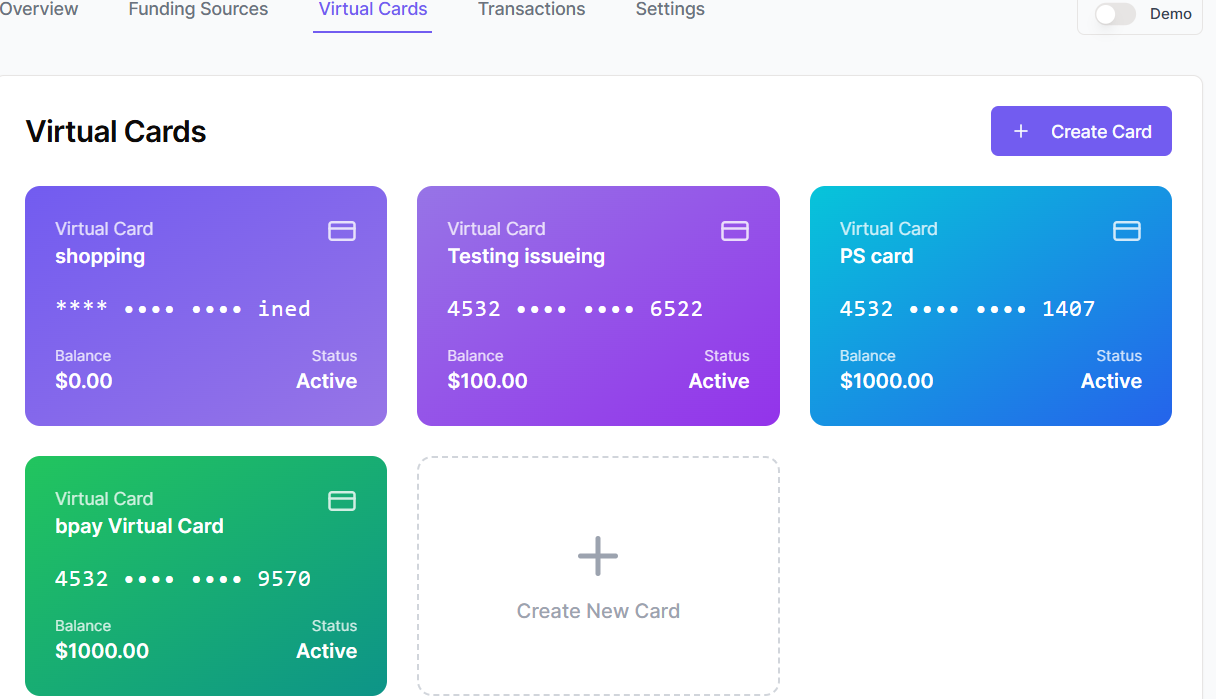 Overview Funding Sources Virtual Cards Transactions Settings Demo
Virtual Cards
+ Create Card
Virtual Card
shopping
**** •••• •••• ined
Balance Status
$0.00 Active
Virtual Card
Testing issueing
4532 •••• •••• 6522
Balance Status
$100.00 Active
Virtual Card
PS card
4532 •••• •••• 1407
Balance Status
$1000.00 Active
Virtual Card
bpay Virtual Card
4532 •••• •••• 9570
Balance Status
$1000.00 Active
Create New Card